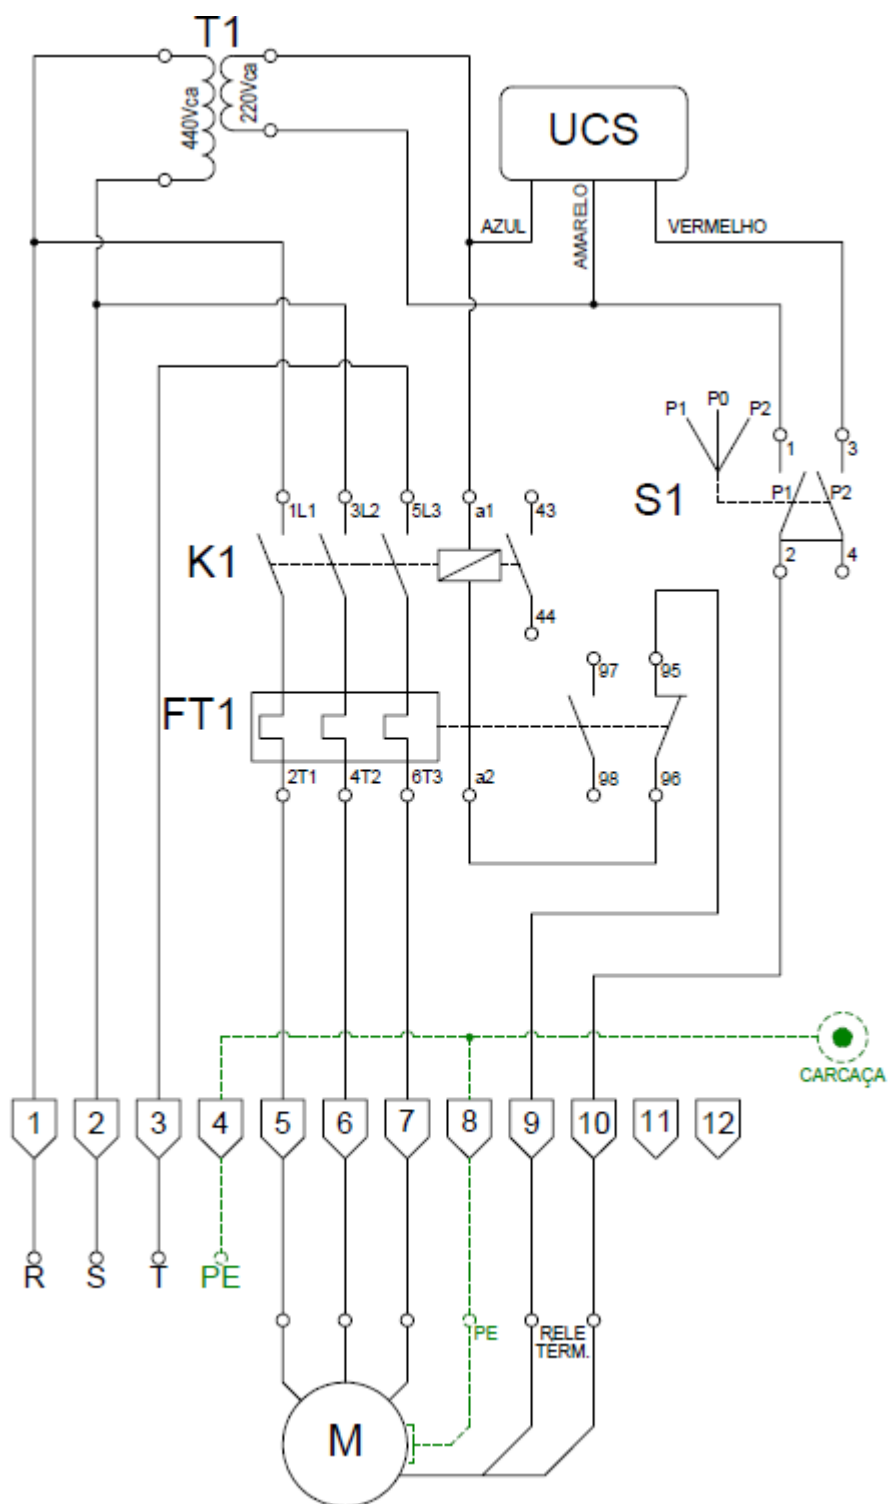 T1
440Vca
220Vca
UCS
AZUL
AMARELO
VERMELHO
P1
P0
P2
1
3
S1
P1
P2
2
4
1L1
3L2
5L3
a1
43
K1
44
97
95
FT1
2T1
4T2
6T3
a2
98
96
CARCAÇA
1
2
3
4
5
6
7
8
9
10
11
12
R
S
T
PE
PE
RELE
TÉRM.
M